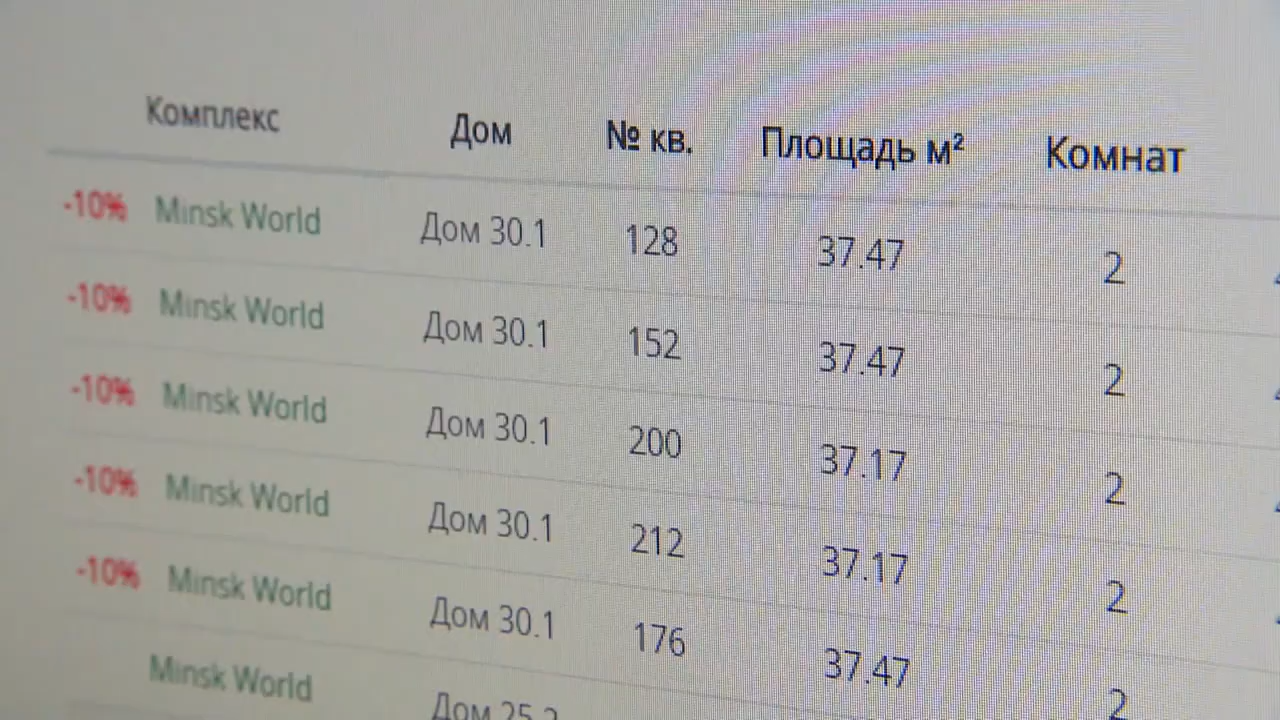 Комплекс Дом № кв. Площадь м² Комнат
-10% Minsk World Дом 30.1 128 37.47 2
-10% Minsk World Дом 30.1 152 37.47 2
-10% Minsk World Дом 30.1 200 37.17 2
-10% Minsk World Дом 30.1 212 37.17 2
-10% Minsk World Дом 30.1 176 37.47 2
Minsk World Дом 25.2